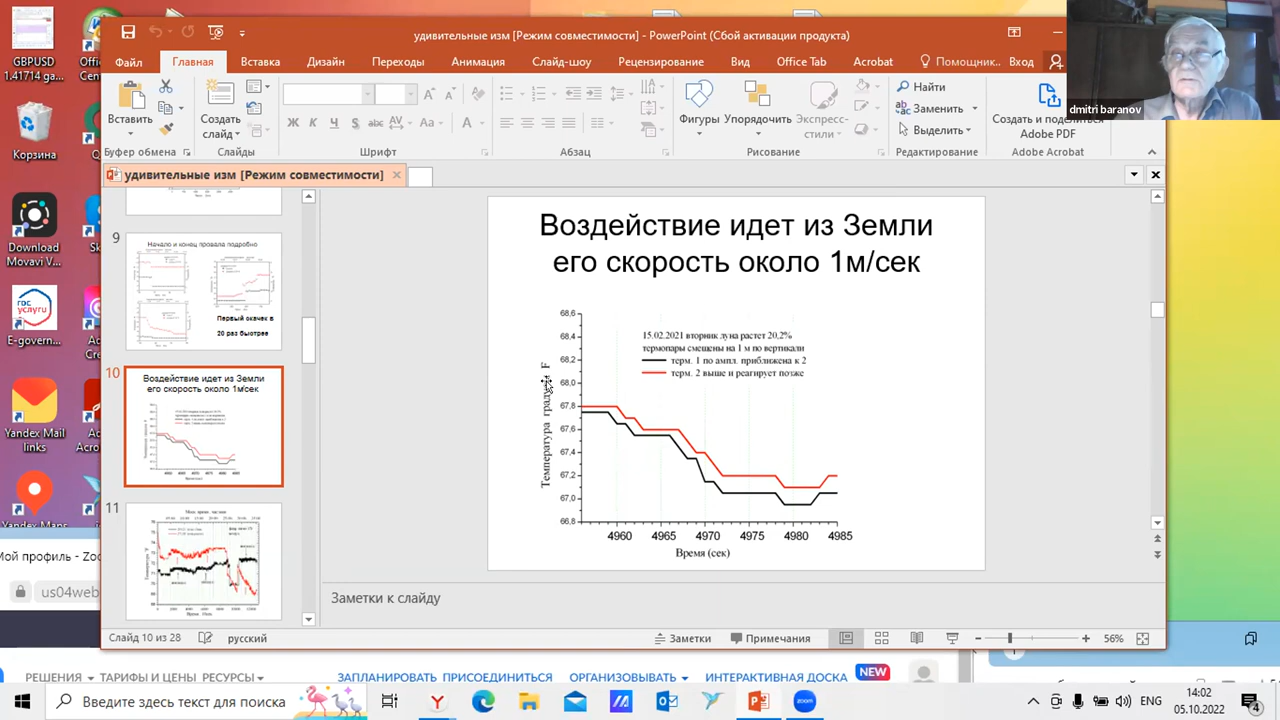 GBPUSD
1.41714 ga...
Office
Cent
Корзина
Download
Movavi V...
гос
услуги
e-govern...
Yandex Mail
links
Yandex Maps
удивительные изм [Режим совместимости] - PowerPoint (Сбой активации продукта)
Файл
Главная
Вставка
Дизайн
Переходы
Анимация
Слайд-шоу
Рецензирование
Вид
Office Tab
Acrobat
Помощник...
Вход
dmitri baranov
Вставить
Создать
слайд
Фигуры
Упорядочить
Экспресс-
стили
Найти
Заменить
Выделить
Создать и поделиться
Adobe PDF
Буфер обмена
Слайды
Шрифт
Абзац
Рисование
Редактирование
Adobe Acrobat
удивительные изм [Режим совместимости]
9
Начало и конец провала подробно
Первый скачек в
20 раз быстрее
10
Воздействие идет из Земли
его скорость около 1м/сек
11
Воздействие идет из Земли
его скорость около 1м/сек
15.02.2021 вторник луна растет 20.2%
термопары смещены на 1 м по вертикали
терм. 1 по ампл. приближена к 2
терм. 2 выше и реагирует позже
Температура градусы F
68,6
68,4
68,2
68,0
67,8
67,6
67,4
67,2
67,0
66,8
4960 4965 4970 4975 4980 4985
Время (сек)
Заметки к слайду
Слайд 10 из 28
русский
Заметки
Примечания
56%
Мой профиль - Zoo
us04web
РЕШЕНИЯ
ТАРИФЫ И ЦЕНЫ
РЕСУРСЫ
ЗАПЛАНИРОВАТЬ
ПРИСОЕДИНИТЬСЯ
ОРГАНИЗОВЫВАТЬ
ИНТЕРАКТИВНАЯ ДОСКА
NEW
Введите здесь текст для поиска
zoom
ENG
14:02
05.10.2022
4